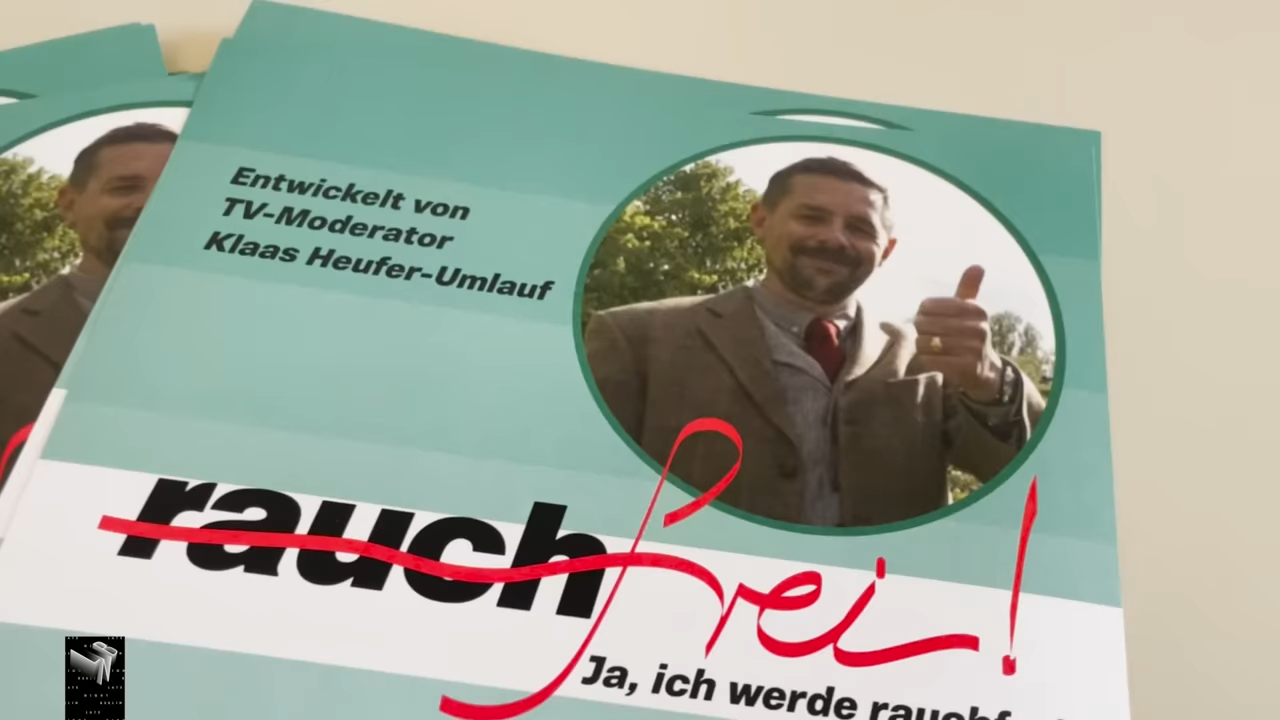 Entwickelt von
TV-Moderator
Klaas Heufer-Umlauf
rauchfrei!
Ja, ich werde